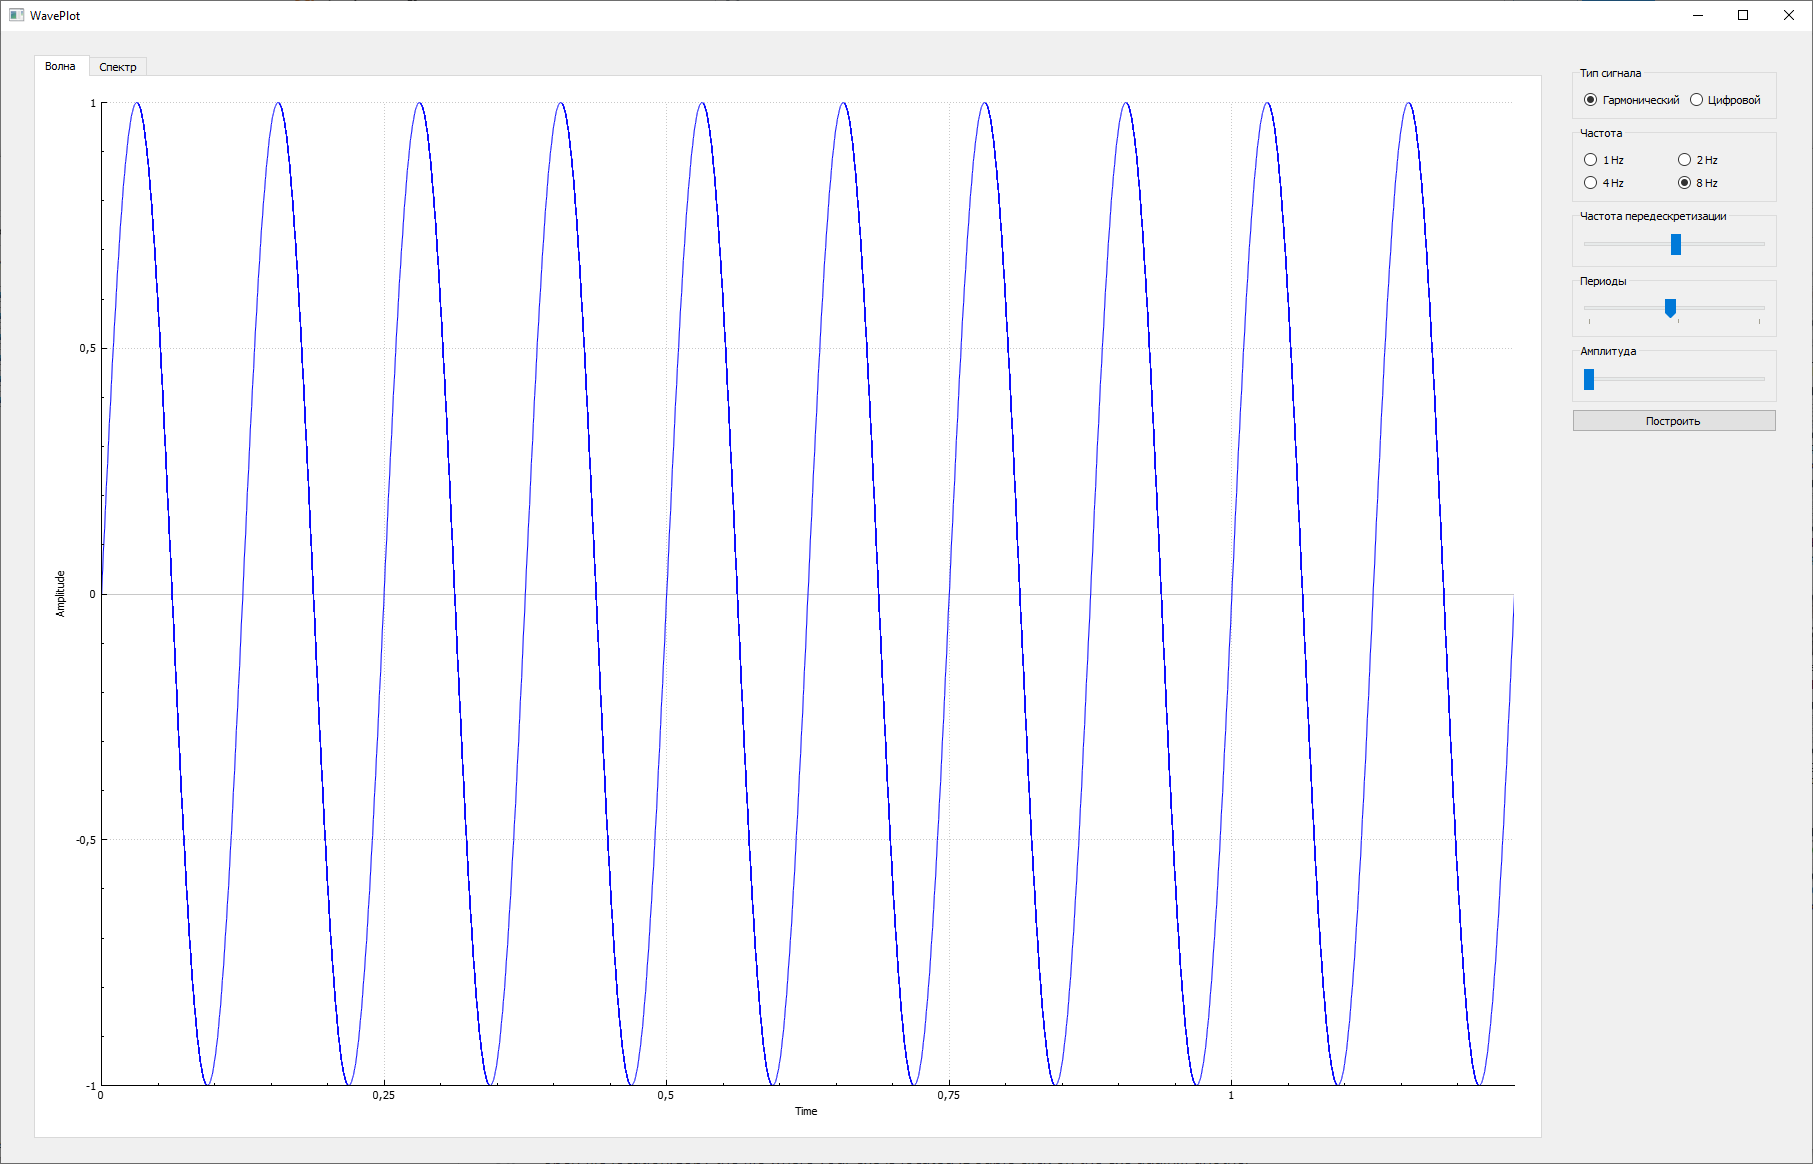 WavePlot
Волна
Спектр
Тип сигнала
Гармонический
Цифровой
Частота
1 Hz
2 Hz
4 Hz
8 Hz
Частота передескретизации
Периоды
Амплитуда
Построить
1
0,5
0
-0,5
-1
Amplitude
0
0,25
0,5
0,75
1
Time